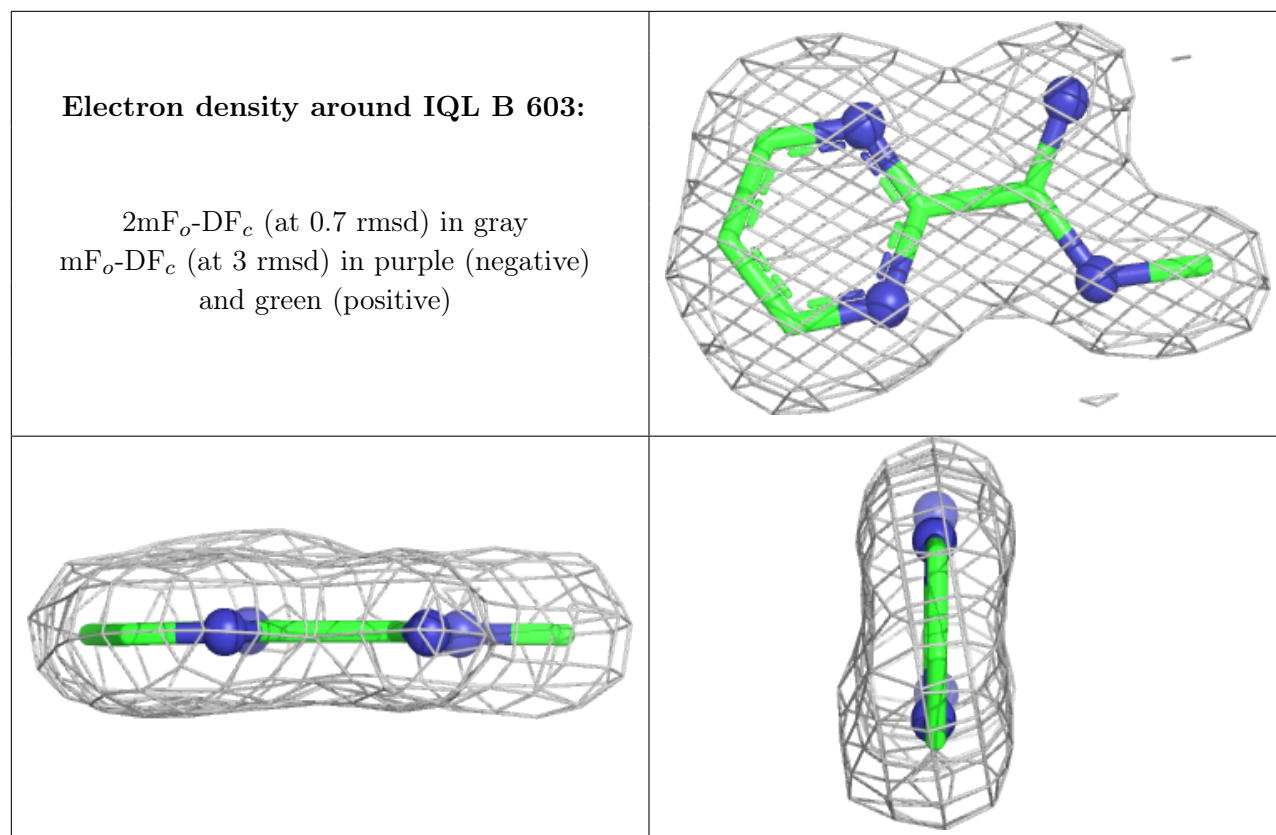 Electron density around IQL B 603:
2mFo-DFc (at 0.7 rmsd) in gray
mFo-DFc (at 3 rmsd) in purple (negative)
and green (positive)